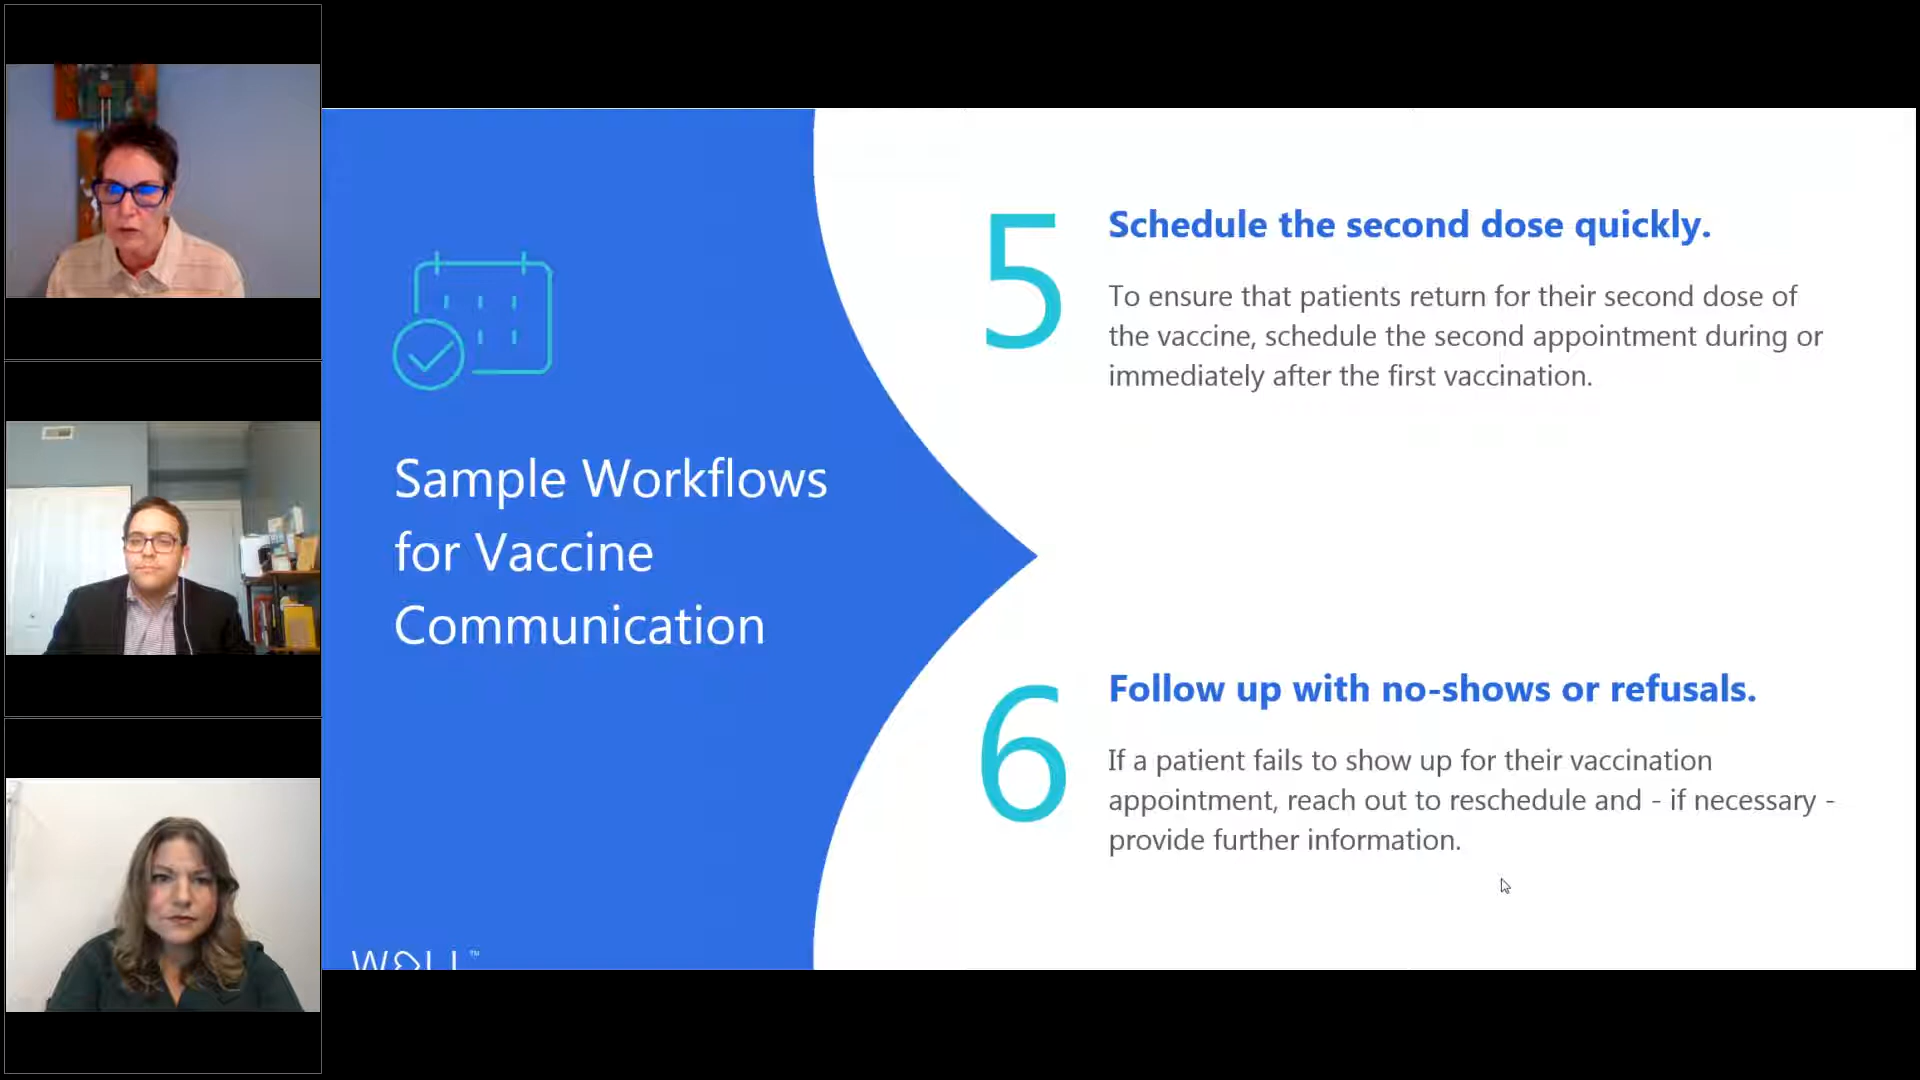 Sample Workflows
for Vaccine
Communication
5
Schedule the second dose quickly.
To ensure that patients return for their second dose of
the vaccine, schedule the second appointment during or
immediately after the first vaccination.
6
Follow up with no-shows or refusals.
If a patient fails to show up for their vaccination
appointment, reach out to reschedule and - if necessary -
provide further information.